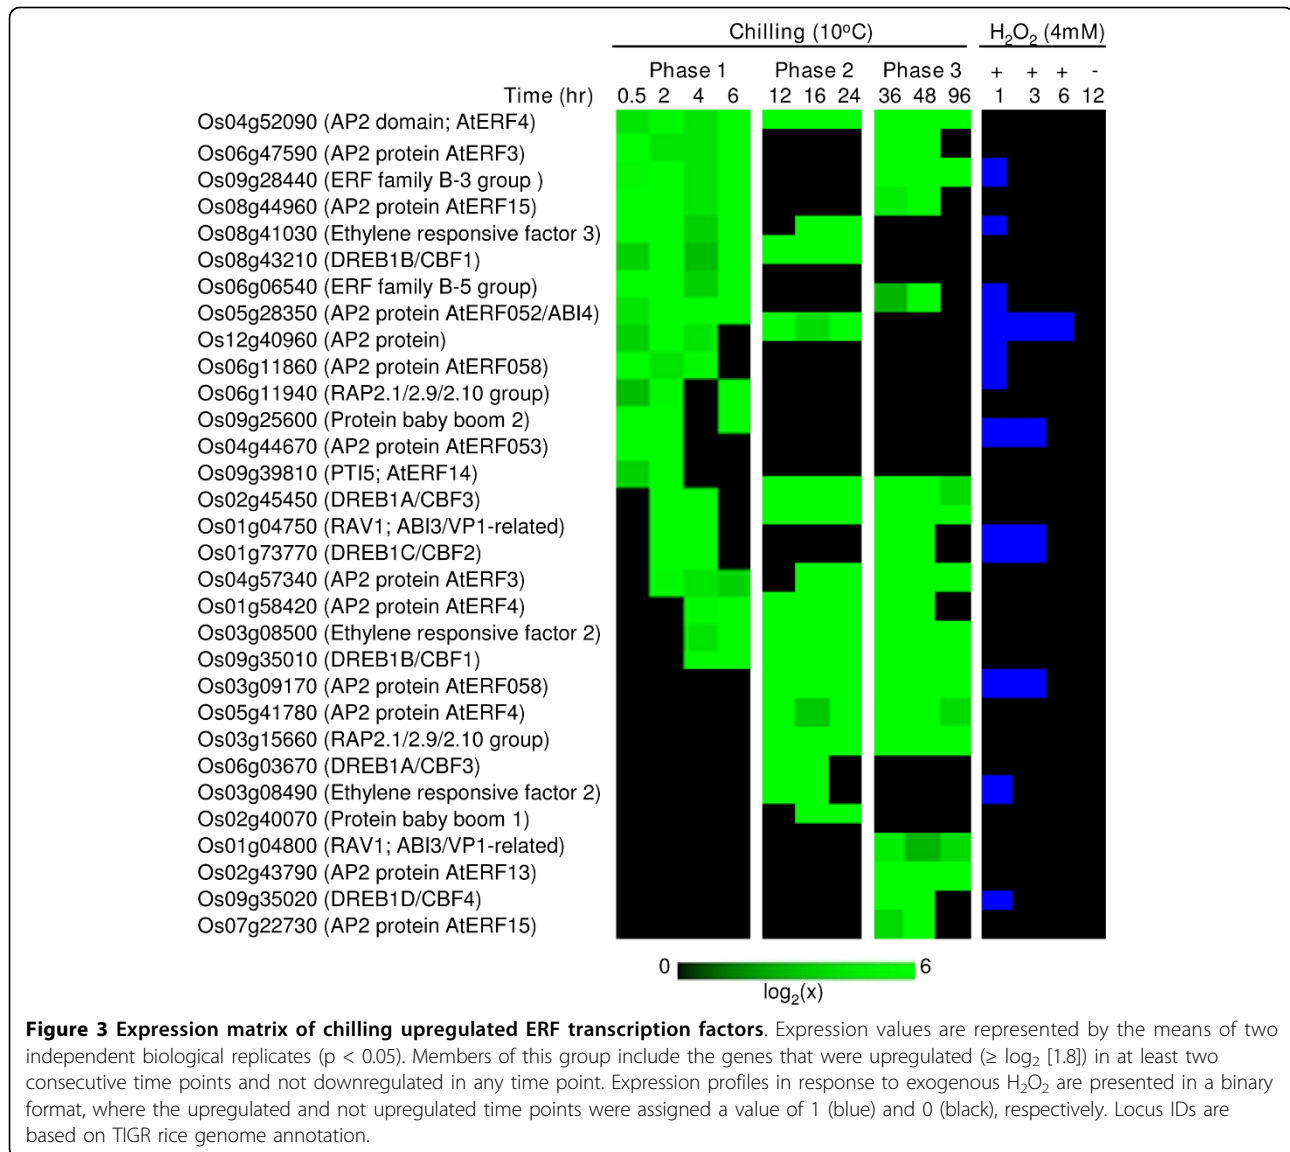 Chilling (10ºC) H₂O₂ (4mM)
Phase 1 Phase 2 Phase 3 + + + -
Time (hr) 0.5 2 4 6 12 16 24 36 48 96 1 3 6 12
Os04g52090 (AP2 domain; AtERF4)
Os06g47590 (AP2 protein AtERF3)
Os09g28440 (ERF family B-3 group )
Os08g44960 (AP2 protein AtERF15)
Os08g41030 (Ethylene responsive factor 3)
Os08g43210 (DREB1B/CBF1)
Os06g06540 (ERF family B-5 group)
Os05g28350 (AP2 protein AtERF052/ABI4)
Os12g40960 (AP2 protein)
Os06g11860 (AP2 protein AtERF058)
Os06g11940 (RAP2.1/2.9/2.10 group)
Os09g25600 (Protein baby boom 2)
Os04g44670 (AP2 protein AtERF053)
Os09g39810 (PTI5; AtERF14)
Os02g45450 (DREB1A/CBF3)
Os01g04750 (RAV1; ABI3/VP1-related)
Os01g73770 (DREB1C/CBF2)
Os04g57340 (AP2 protein AtERF3)
Os01g58420 (AP2 protein AtERF4)
Os03g08500 (Ethylene responsive factor 2)
Os09g35010 (DREB1B/CBF1)
Os03g09170 (AP2 protein AtERF058)
Os05g41780 (AP2 protein AtERF4)
Os03g15660 (RAP2.1/2.9/2.10 group)
Os06g03670 (DREB1A/CBF3)
Os03g08490 (Ethylene responsive factor 2)
Os02g40070 (Protein baby boom 1)
Os01g04800 (RAV1; ABI3/VP1-related)
Os02g43790 (AP2 protein AtERF13)
Os09g35020 (DREB1D/CBF4)
Os07g22730 (AP2 protein AtERF15)
0 6
log₂(x)
Figure 3 Expression matrix of chilling upregulated ERF transcription factors. Expression values are represented by the means of two
independent biological replicates (p < 0.05). Members of this group include the genes that were upregulated (≥ log₂ [1.8]) in at least two
consecutive time points and not downregulated in any time point. Expression profiles in response to exogenous H₂O₂ are presented in a binary
format, where the upregulated and not upregulated time points were assigned a value of 1 (blue) and 0 (black), respectively. Locus IDs are
based on TIGR rice genome annotation.